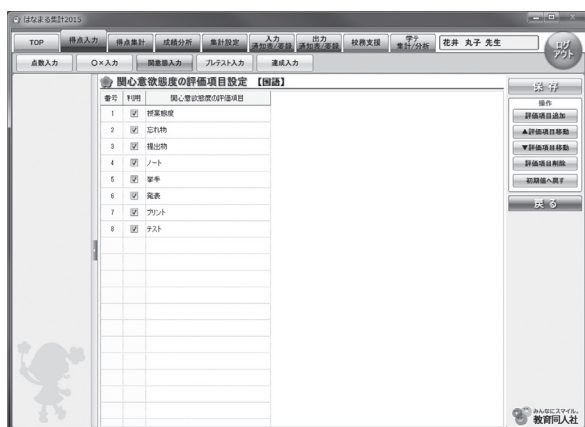 はなまる集計2015
TOP 得点入力 得点集計 成績分析 集計設定 入力 通知表/要録 出力 通知表/要録 校務支援 学テ 集計/分析 花井 丸子 先生 ログアウト
点数入力 ○×入力 関意態入力 プレテスト入力 達成入力
関心意欲態度の評価項目設定 【国語】
番号 利用 関心意欲態度の評価項目
1 授業態度
2 忘れ物
3 提出物
4 ノート
5 挙手
6 発表
7 プリント
8 テスト
保存
操作
評価項目追加
▲評価項目移動
▼評価項目移動
評価項目削除
初期値へ戻す
戻る
みんなにスマイル。
教育同人社